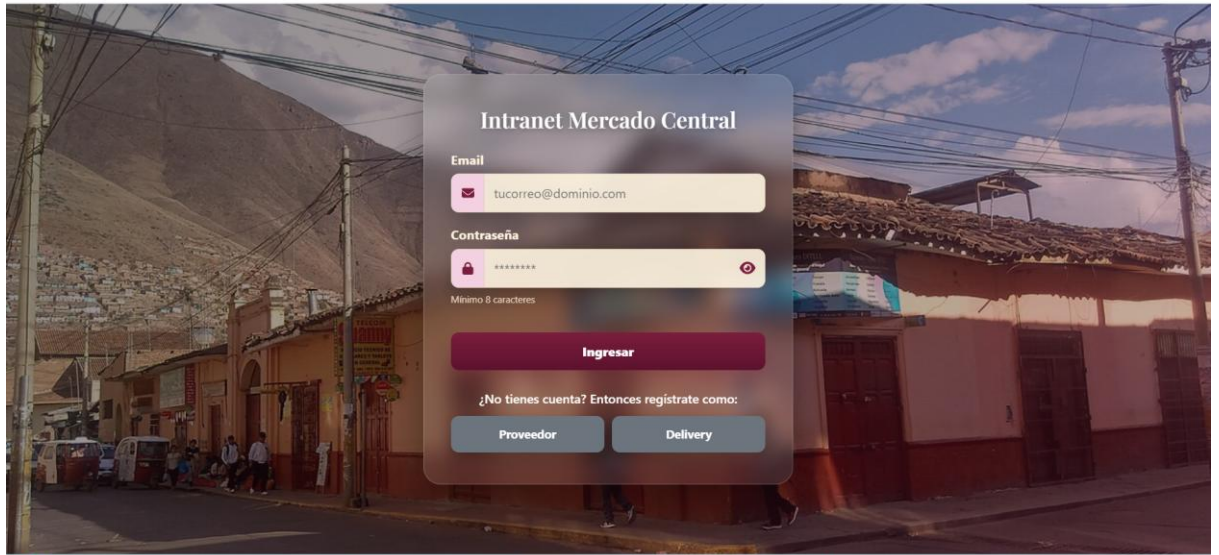 Intranet Mercado Central
Email
tucorreo@dominio.com
Contraseña
********
Mínimo 8 caracteres
Ingresar
¿No tienes cuenta? Entonces regístrate como:
Proveedor Delivery